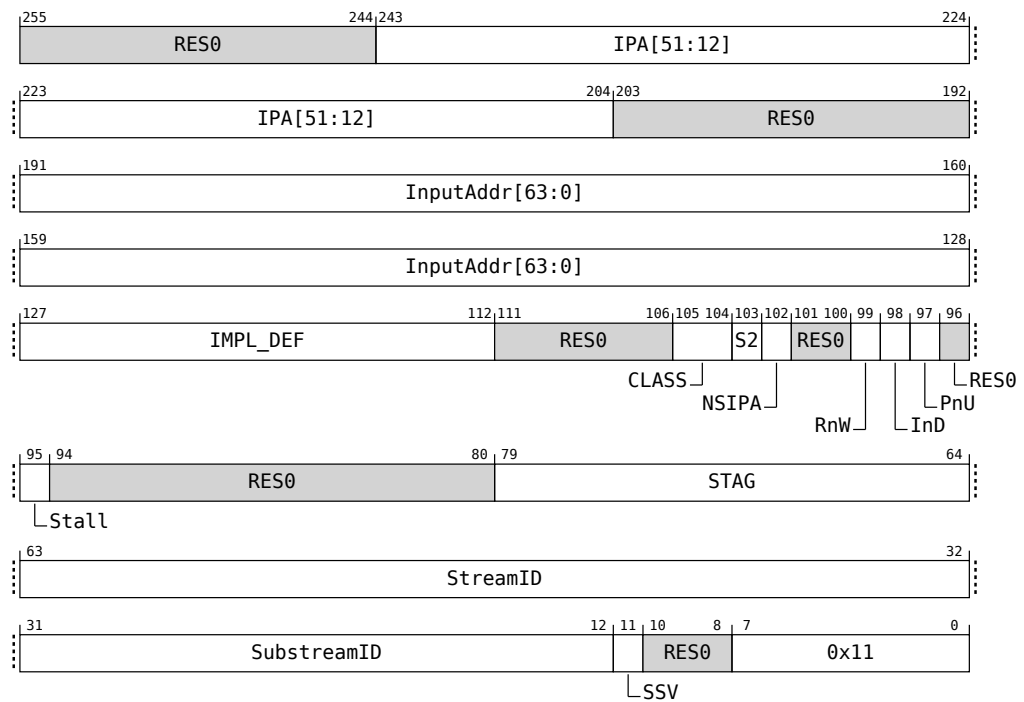 255 244 243 224
RES0 IPA[51:12]
223 204 203 192
IPA[51:12] RES0
191 160
InputAddr[63:0]
159 128
InputAddr[63:0]
127 112 111 106 105 104 103 102 101 100 99 98 97 96
IMPL_DEF RES0 S2 RES0
CLASS RES0
NSIPA PnU
RnW InD
95 94 80 79 64
RES0 STAG
Stall
63 32
StreamID
31 12 11 10 8 7 0
SubstreamID RES0 0x11
SSV